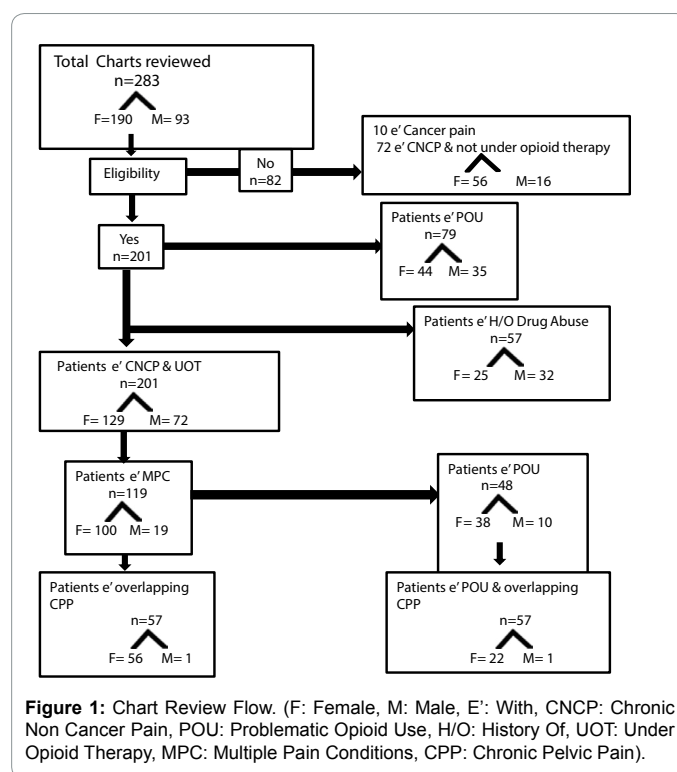 Total Charts reviewed
n=283
F=190 M= 93
Eligibility
No
n=82
10 e' Cancer pain
72 e' CNCP & not under opioid therapy
F= 56 M=16
Yes
n=201
Patients e' POU
n=79
F= 44 M= 35
Patients e' H/O Drug Abuse
n=57
F= 25 M= 32
Patients e' CNCP & UOT
n=201
F= 129 M= 72
Patients e' MPC
n=119
F= 100 M= 19
Patients e' POU
n=48
F= 38 M= 10
Patients e' overlapping
CPP
n=57
F= 56 M= 1
Patients e' POU & overlapping
CPP
n=57
F= 22 M= 1
Figure 1: Chart Review Flow. (F: Female, M: Male, E': With, CNCP: Chronic
Non Cancer Pain, POU: Problematic Opioid Use, H/O: History Of, UOT: Under
Opioid Therapy, MPC: Multiple Pain Conditions, CPP: Chronic Pelvic Pain).